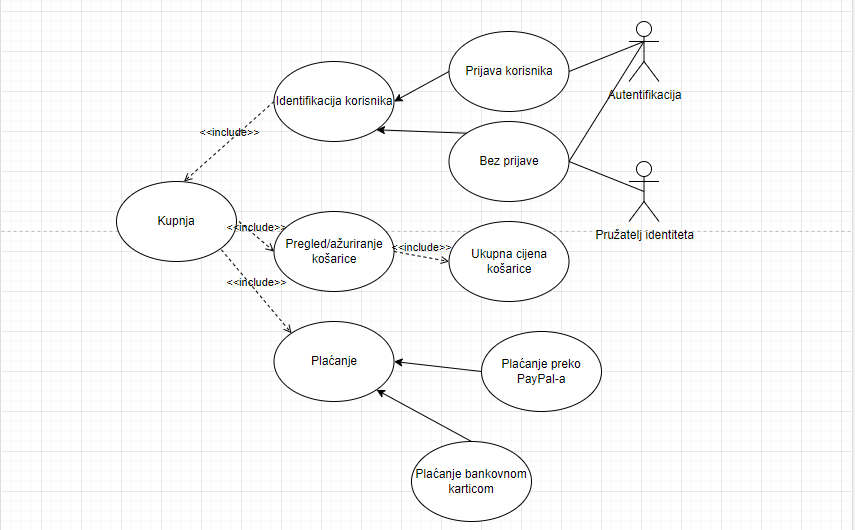 Prijava korisnika
Identifikacija korisnika
Autentifikacija
<<include>>
Bez prijave
Kupnja
Pružatelj identiteta
<<include>>
Pregled/ažuriranje
košarice
<<include>>
Ukupna cijena
košarice
<<include>>
Plaćanje
Plaćanje preko
PayPal-a
Plaćanje bankovnom
karticom